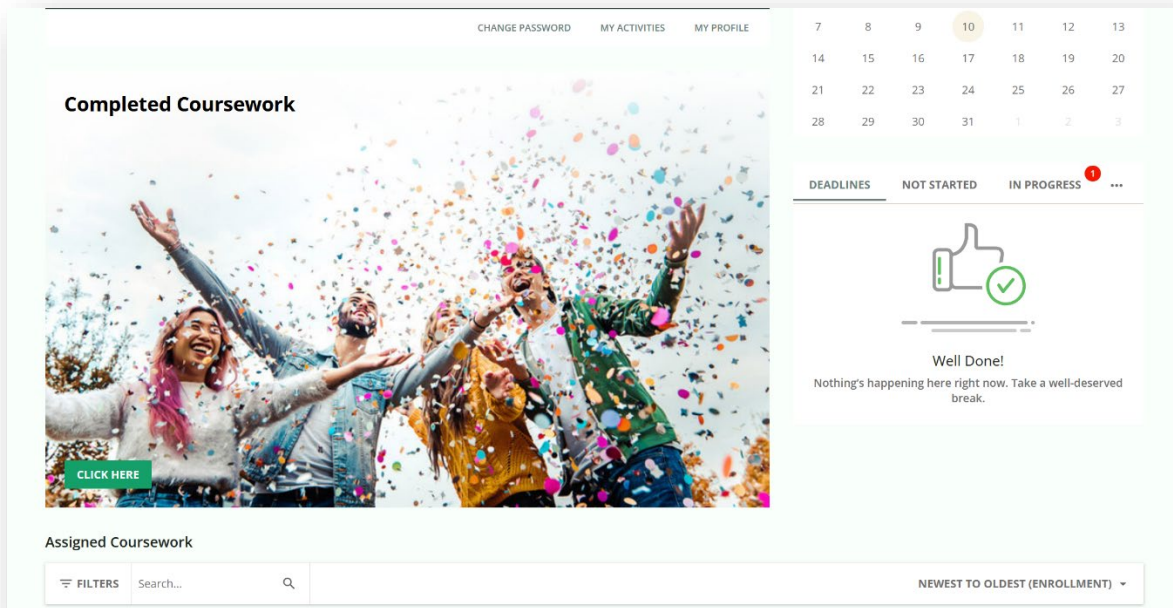 CHANGE PASSWORD MY ACTIVITIES MY PROFILE
Completed Coursework
CLICK HERE
7 8 9 10 11 12 13
14 15 16 17 18 19 20
21 22 23 24 25 26 27
28 29 30 31 1 2 3
DEADLINES NOT STARTED IN PROGRESS 1 ...
Well Done!
Nothing's happening here right now. Take a well-deserved
break.
Assigned Coursework
FILTERS Search... NEWEST TO OLDEST (ENROLLMENT)